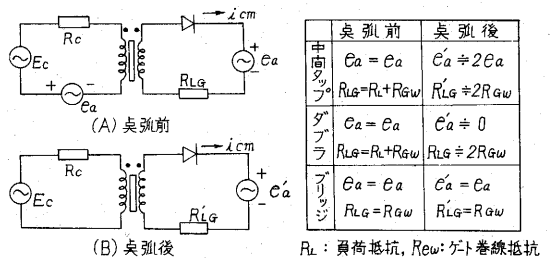 Rc
icm
Ec
ea
RLG
ea
(A) 点弧前
Rc
icm
Ec
e'a
R'LG
(B) 点弧後
点弧前 点弧後
中間タップ ea = ea e'a ≑ 2ea
RLG=RL+RGW R'LG ≑ 2RGW
ダブラ ea = ea e'a ≑ 0
RLG=RL+RGW RLG ≑ 2RGW
ブリッジ ea = ea e'a = ea
RLG = RGW R'LG = RGW
RL : 負荷抵抗, Rew: ゲート巻線抵抗